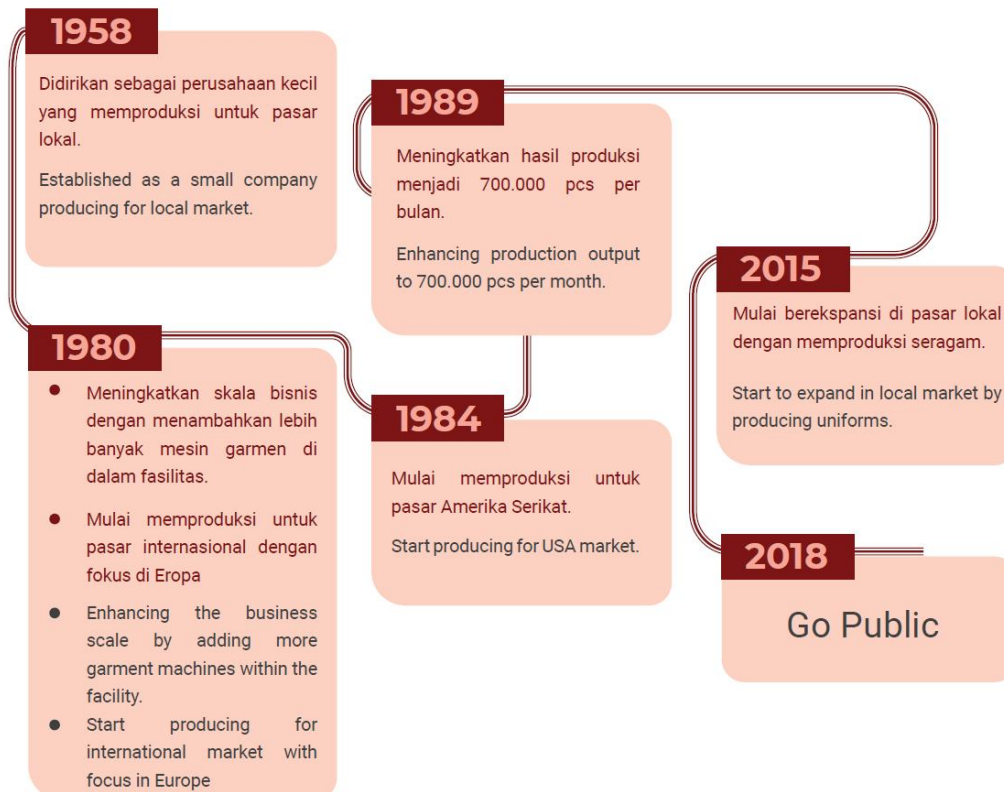 1958
Didirikan sebagai perusahaan kecil
yang memproduksi untuk pasar
lokal.
Established as a small company
producing for local market.
1980
Meningkatkan skala bisnis
dengan menambahkan lebih
banyak mesin garmen di
dalam fasilitas.
Mulai memproduksi untuk
pasar internasional dengan
fokus di Eropa
Enhancing the business
scale by adding more
garment machines within the
facility.
Start producing for
international market with
focus in Europe
1984
Mulai memproduksi untuk
pasar Amerika Serikat.
Start producing for USA market.
1989
Meningkatkan hasil produksi
menjadi 700.000 pcs per
bulan.
Enhancing production output
to 700.000 pcs per month.
2015
Mulai berekspansi di pasar lokal
dengan memproduksi seragam.
Start to expand in local market by
producing uniforms.
2018
Go Public